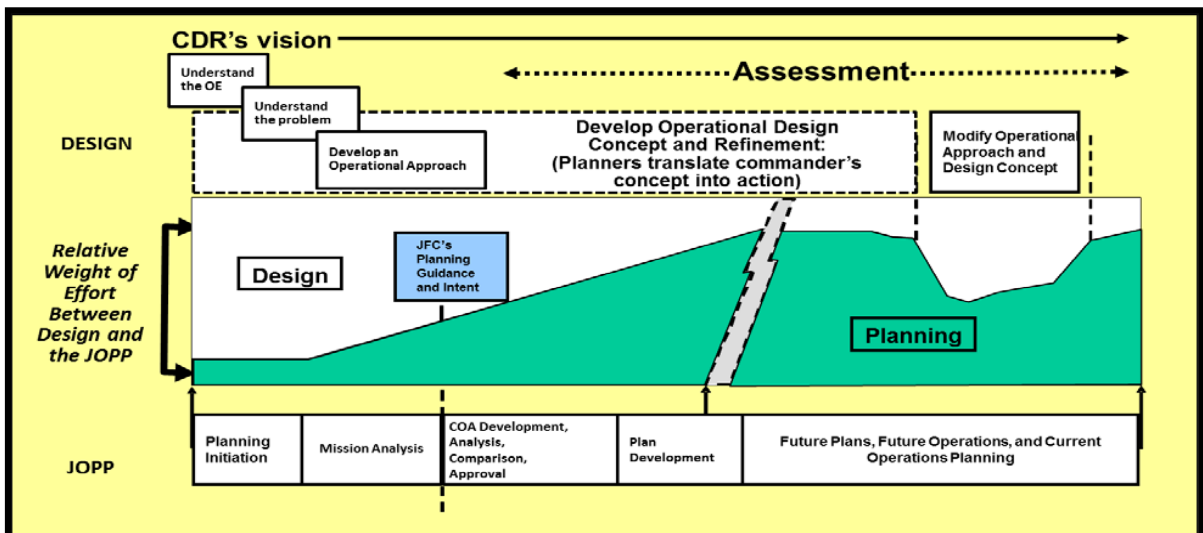 CDR's vision
Assessment
Understand
the OE
Understand
the problem
Develop an
Operational Approach
DESIGN
Develop Operational Design
Concept and Refinement:
(Planners translate commander's
concept into action)
Modify Operational
Approach and
Design Concept
Relative
Weight of
Effort
Between
Design and
the JOPP
Design
JFC's
Planning
Guidance
and Intent
Planning
JOPP
Planning
Initiation
Mission Analysis
COA Development,
Analysis,
Comparison,
Approval
Plan
Development
Future Plans, Future Operations, and Current
Operations Planning